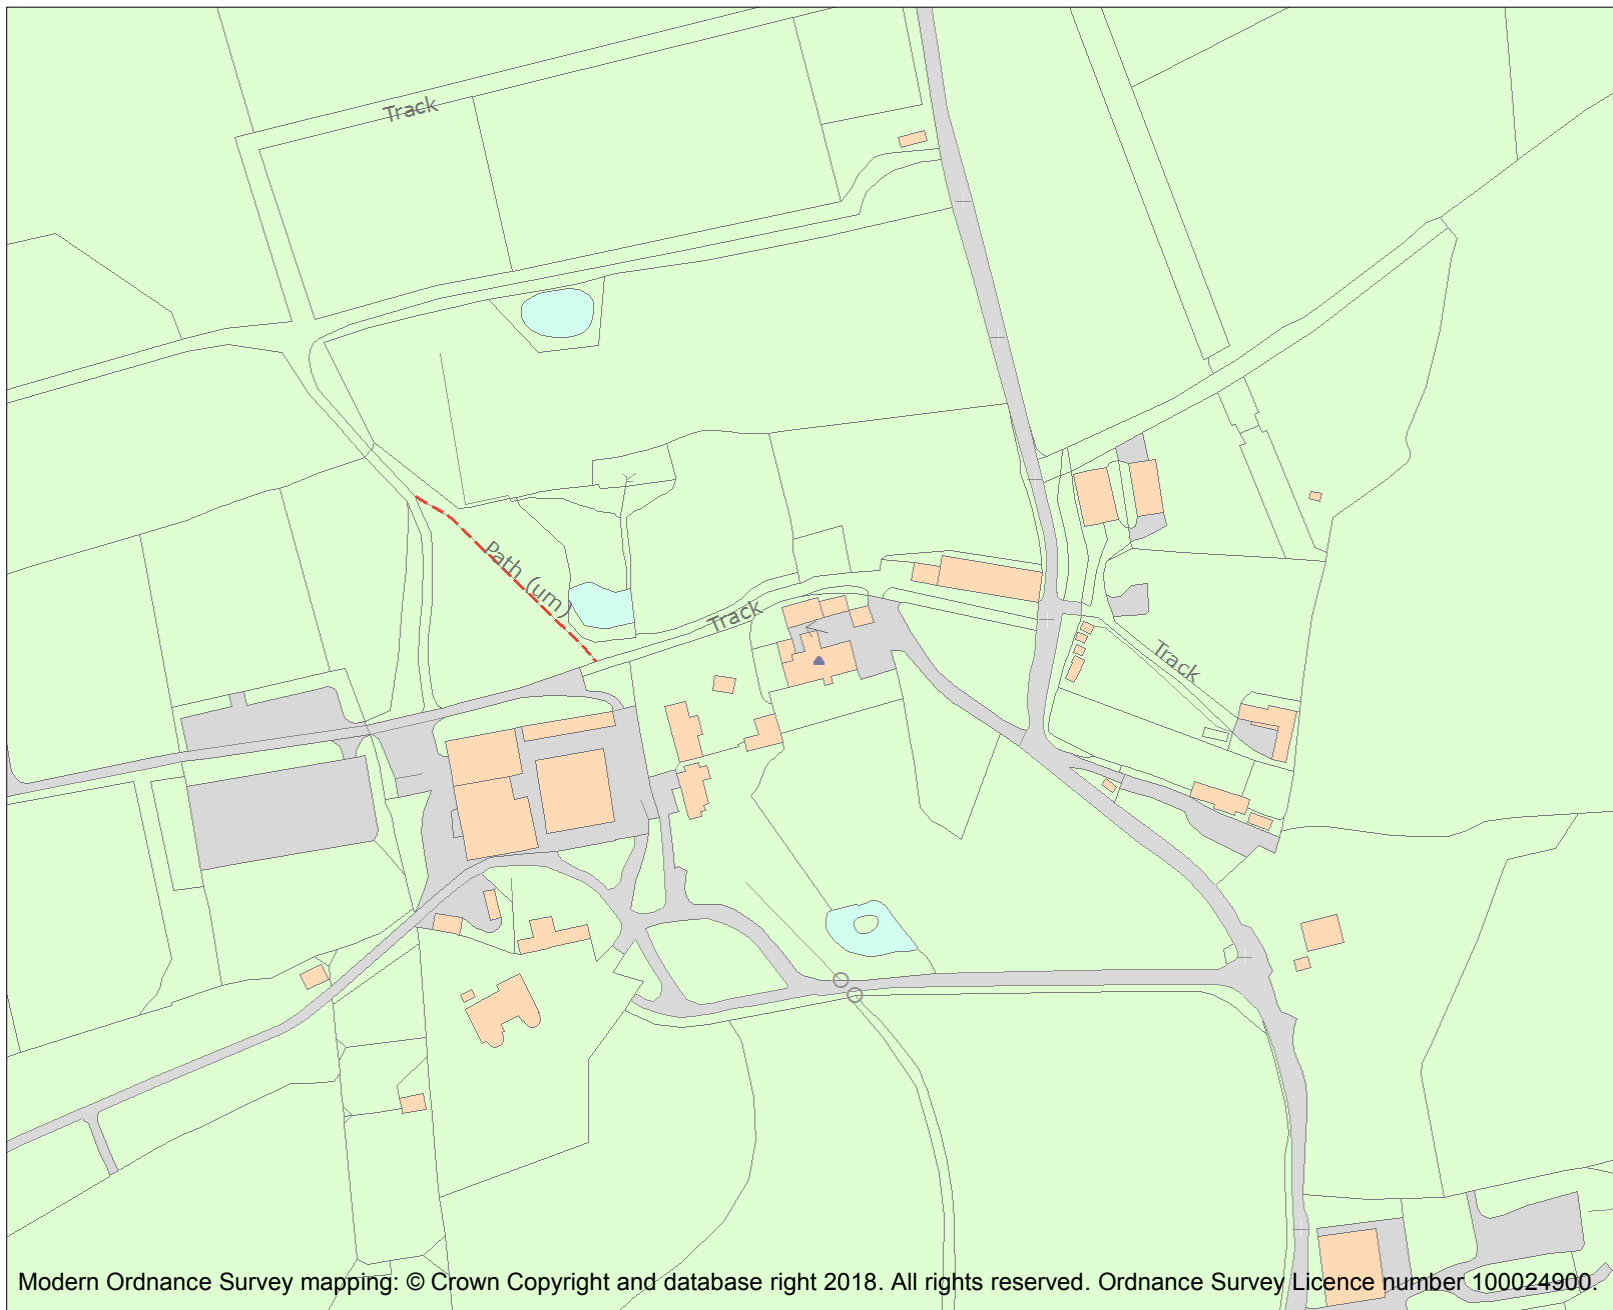 Track
Path (um)
Track
Track
Modern Ordnance Survey mapping: © Crown Copyright and database right 2018. All rights reserved. Ordnance Survey Licence number 100024900.